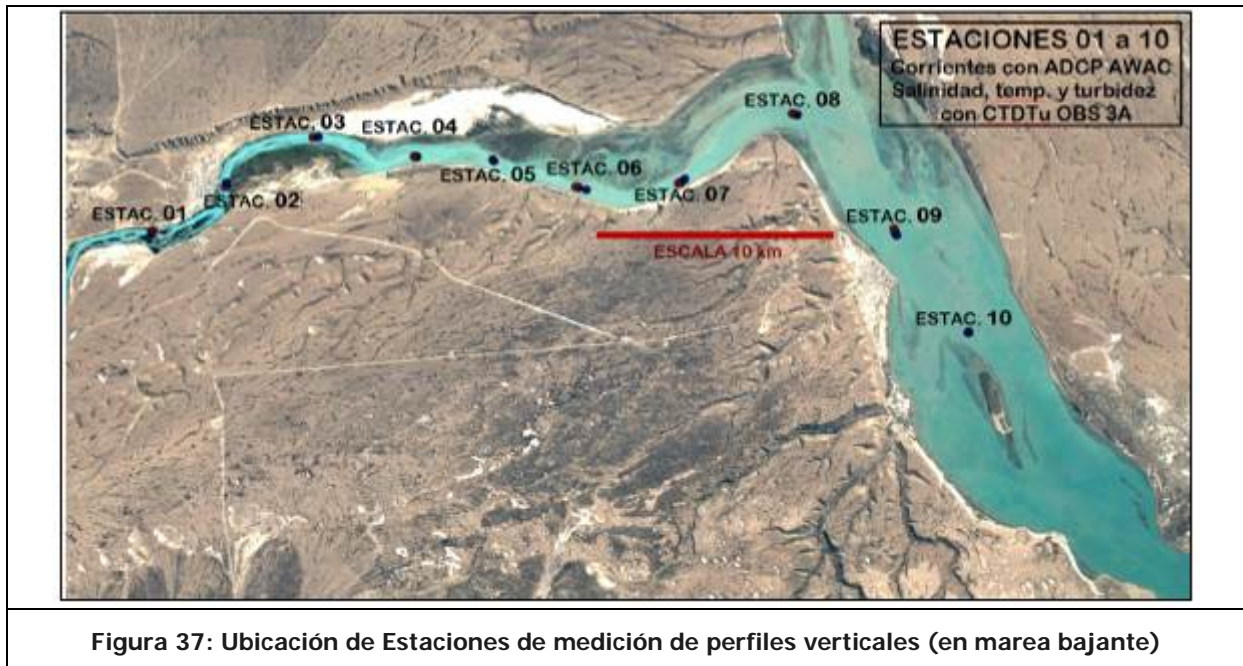 ESTACIONES 01 a 10
Corrientes con ADCP AWAC
Salinidad, temp. y turbidez
con CTDTu OBS 3A
ESTAC. 08
ESTAC. 03
ESTAC. 04
ESTAC. 05
ESTAC. 06
ESTAC. 07
ESTAC. 02
ESTAC. 01
ESTAC. 09
ESCALA 10 km
ESTAC. 10
Figura 37: Ubicación de Estaciones de medición de perfiles verticales (en marea bajante)